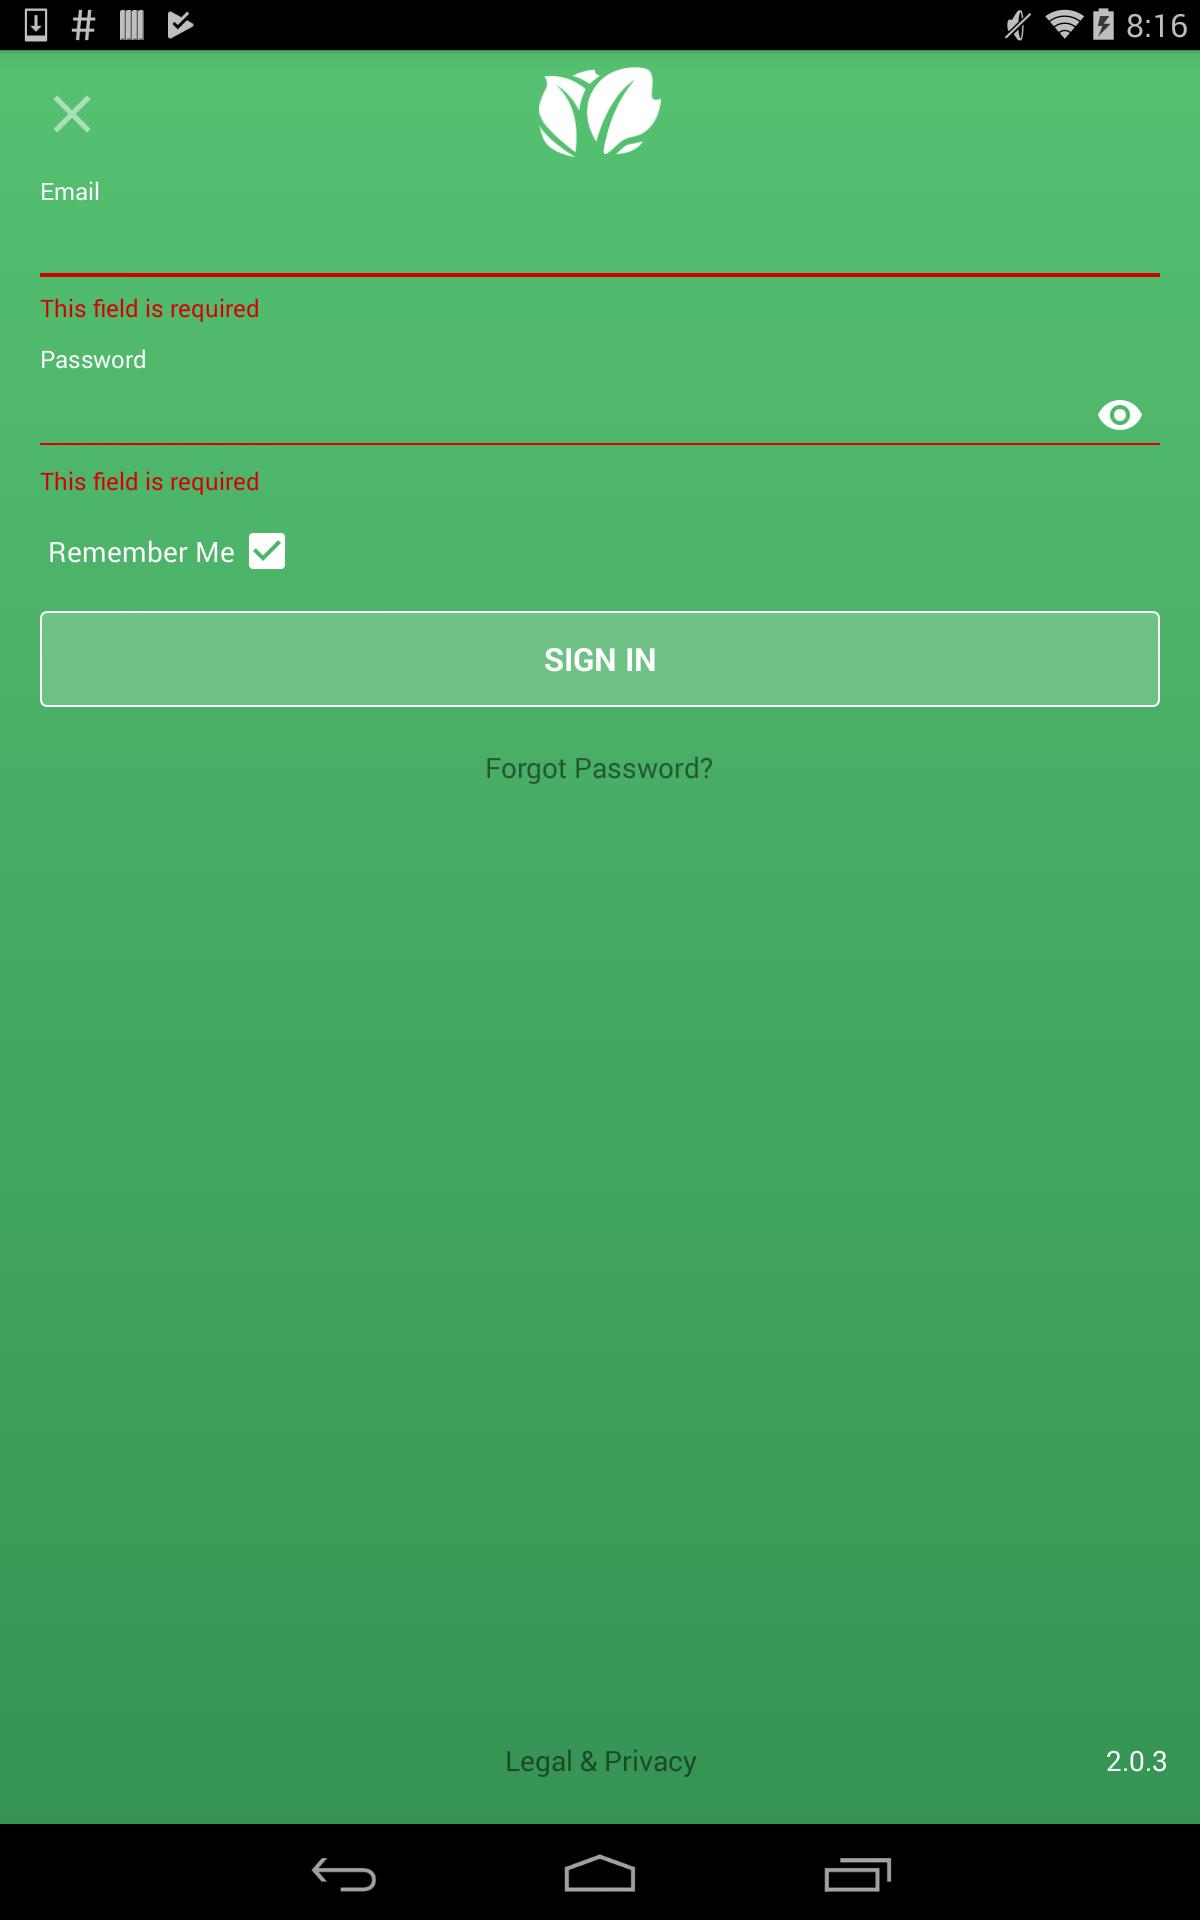 8:16
Email
This field is required
Password
This field is required
Remember Me
SIGN IN
Forgot Password?
Legal & Privacy
2.0.3